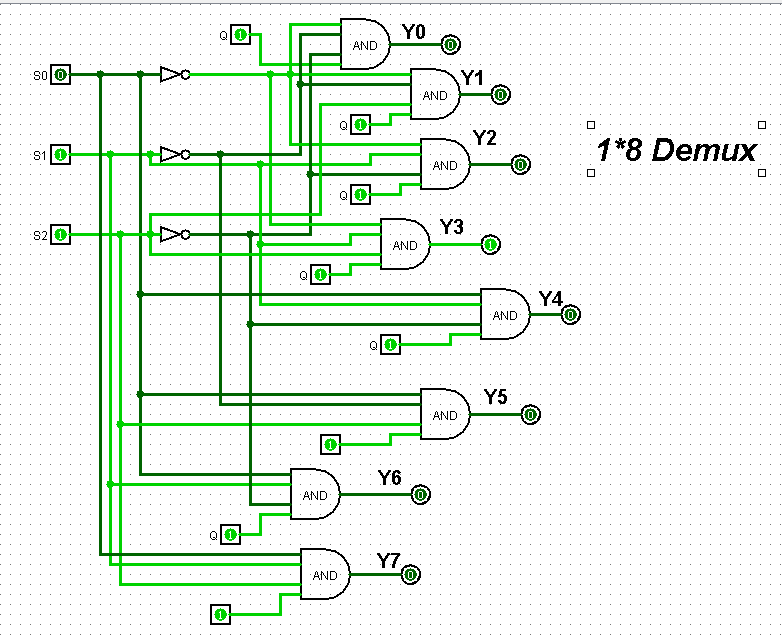 Q 1 AND Y0 0
S0 0
AND Y1 0
Q 1
1*8 Demux
S1 1
AND Y2 0
Q 1
S2 1
AND Y3 1
Q 1
AND Y4 0
Q 1
AND Y5 0
1
AND Y6 0
Q 1
AND Y7 0
1